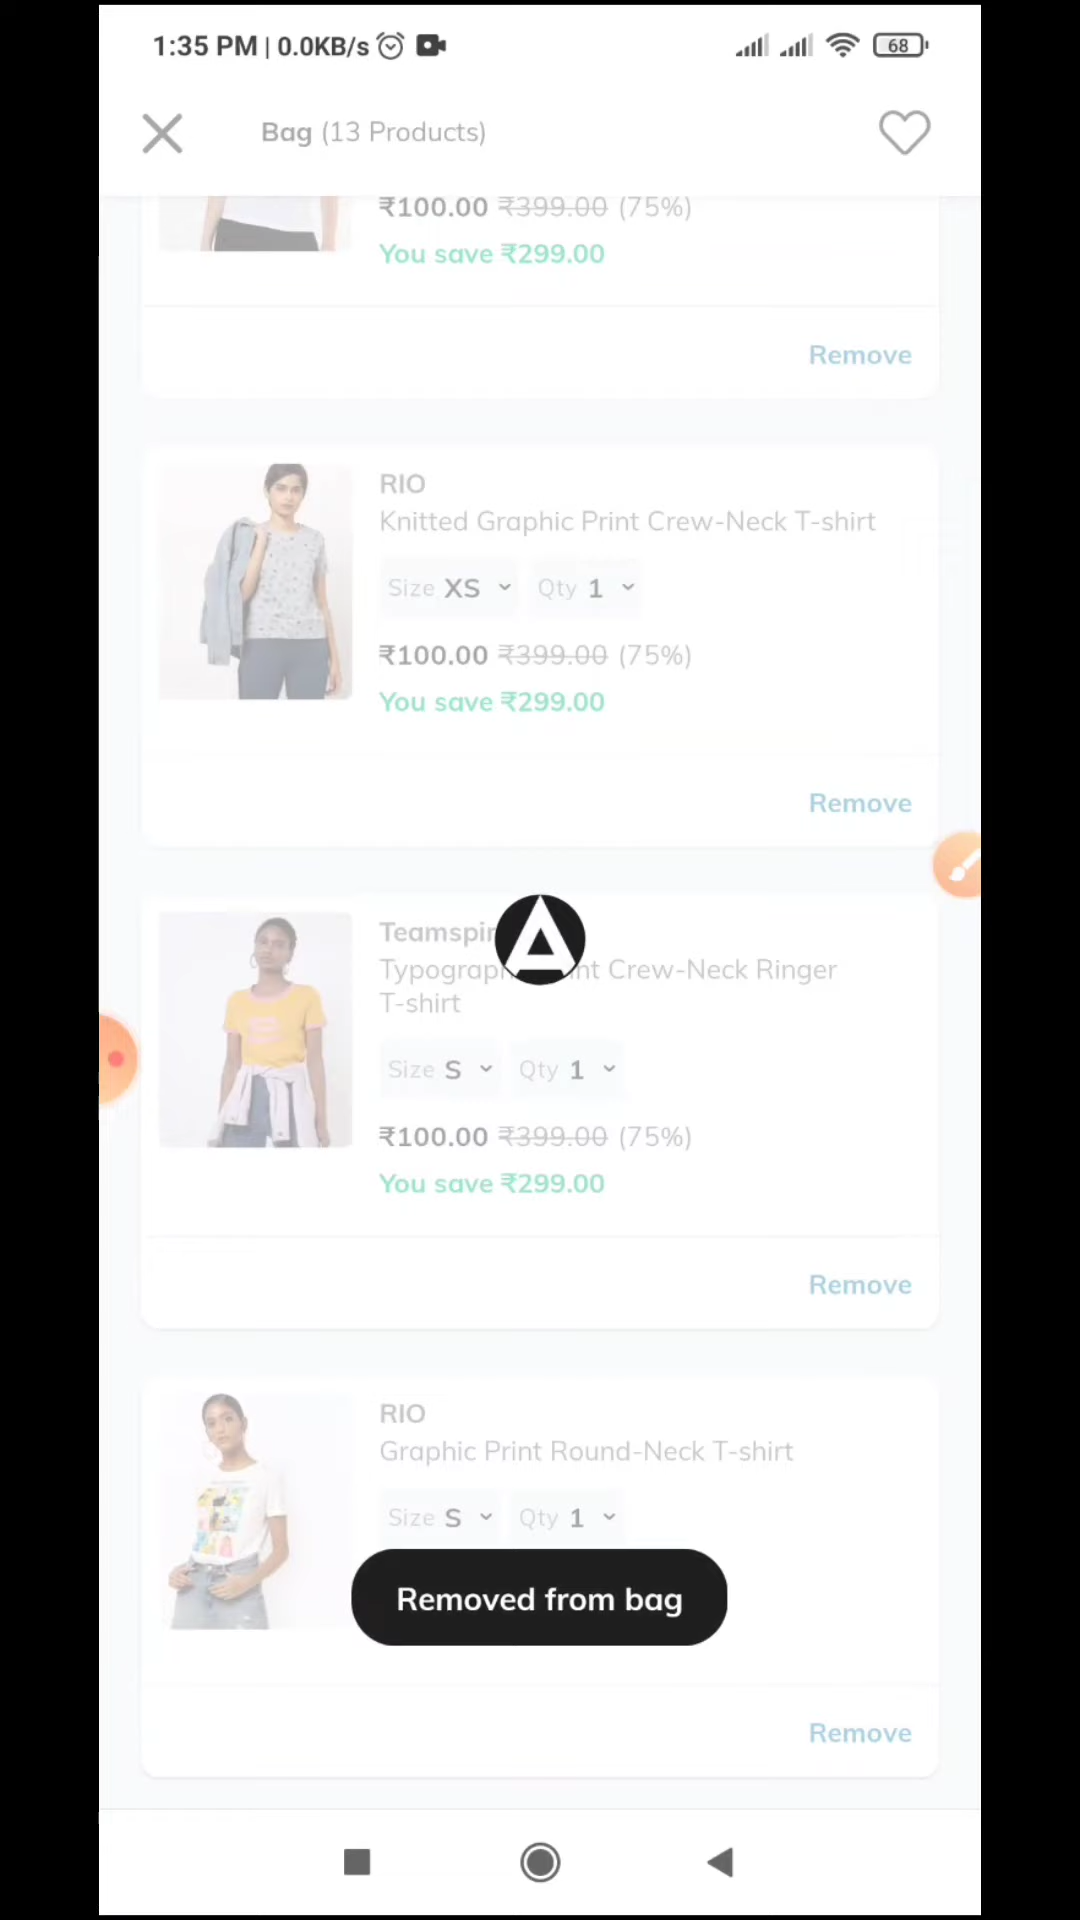 1:35 PM | 0.0KB/s 68
Bag (13 Products)
₹100.00 ₹399.00 (75%)
You save ₹299.00
Remove
RIO
Knitted Graphic Print Crew-Neck T-shirt
Size XS Qty 1
₹100.00 ₹399.00 (75%)
You save ₹299.00
Remove
Crew-Neck Ringer
T-shirt
Size S Qty 1
₹100.00 ₹399.00 (75%)
You save ₹299.00
Remove
RIO
Graphic Print Round-Neck T-shirt
Size S Qty 1
Removed from bag
Remove